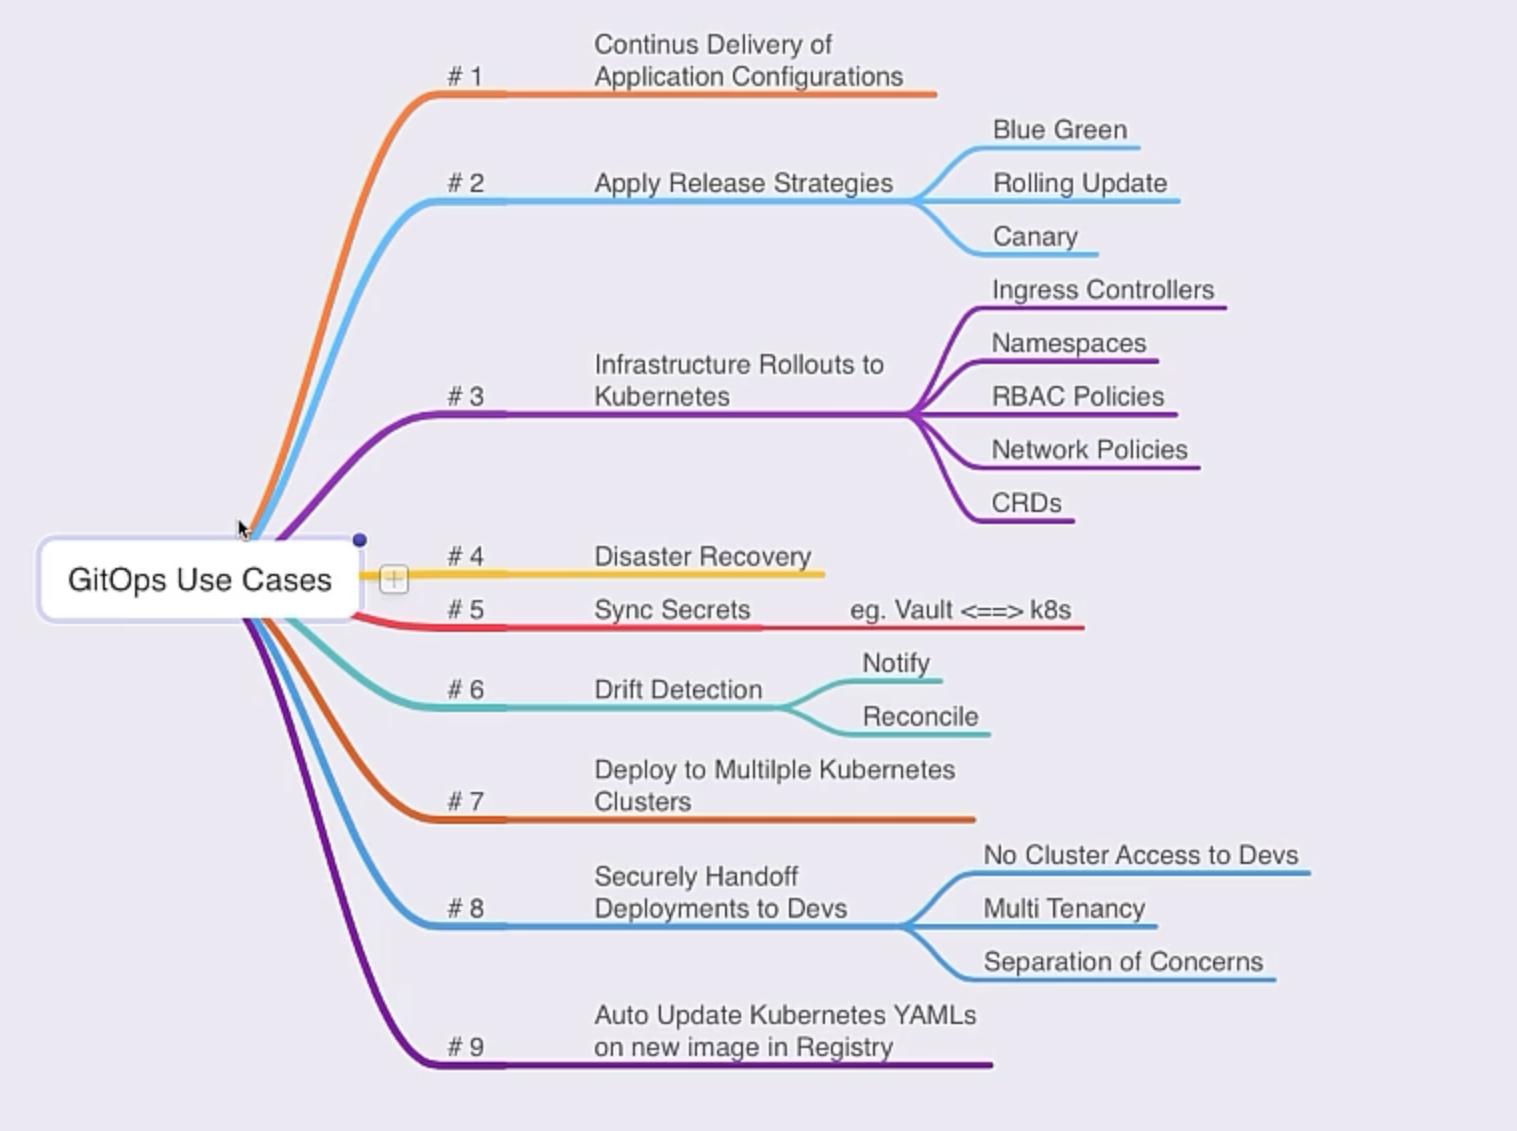 # 1
Continus Delivery of
Application Configurations
# 2
Apply Release Strategies
Blue Green
Rolling Update
Canary
# 3
Infrastructure Rollouts to
Kubernetes
Ingress Controllers
Namespaces
RBAC Policies
Network Policies
CRDs
GitOps Use Cases
# 4
Disaster Recovery
# 5
Sync Secrets
eg. Vault <==> k8s
# 6
Drift Detection
Notify
Reconcile
# 7
Deploy to Multilple Kubernetes
Clusters
# 8
Securely Handoff
Deployments to Devs
No Cluster Access to Devs
Multi Tenancy
Separation of Concerns
# 9
Auto Update Kubernetes YAMLs
on new image in Registry